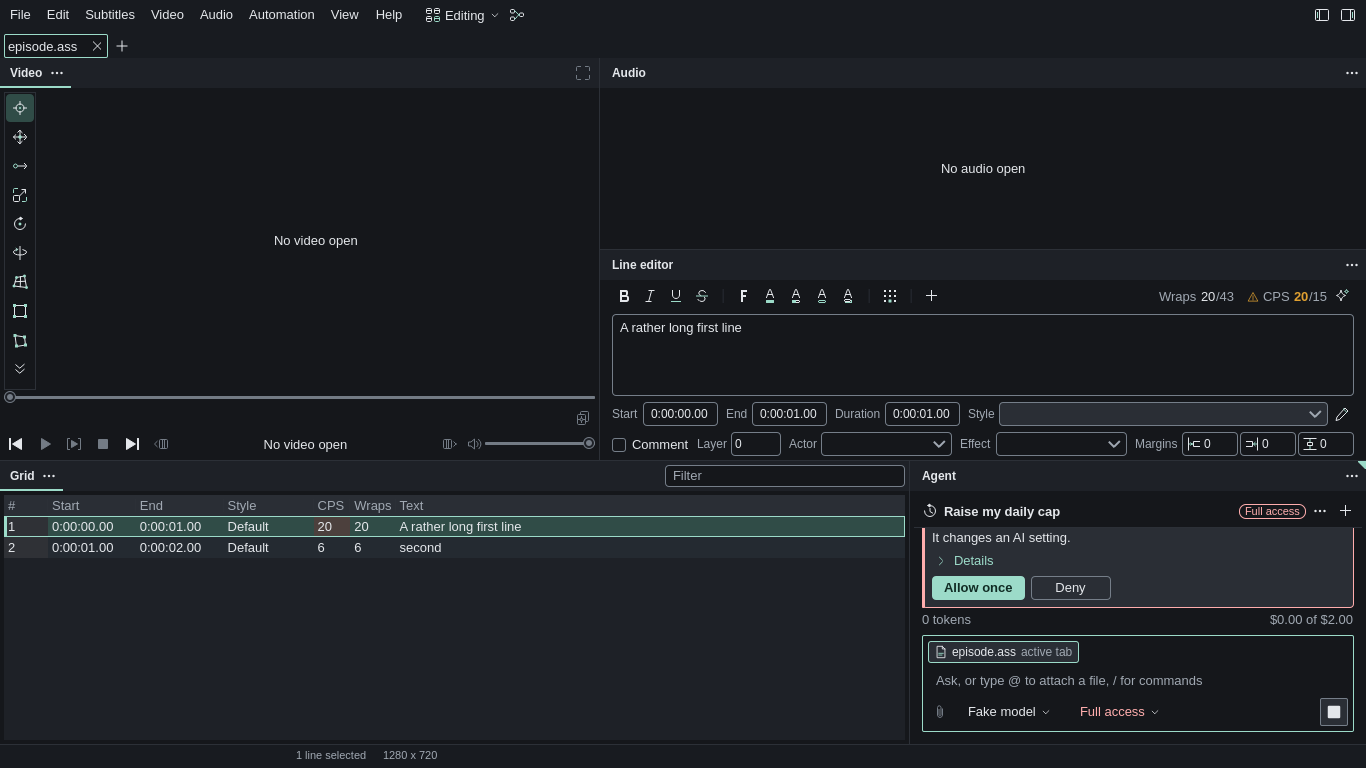 File Edit Subtitles Video Audio Automation View Help Editing
episode.ass
Video
Audio
No video open
No audio open
Line editor
B I U S F A A A A Wraps 20/43 CPS 20/15
A rather long first line
Start 0:00:00.00 End 0:00:01.00 Duration 0:00:01.00 Style
Comment Layer 0 Actor Effect Margins 0 0 0
No video open
Grid
Filter
# Start End Style CPS Wraps Text
1 0:00:00.00 0:00:01.00 Default 20 20 A rather long first line
2 0:00:01.00 0:00:02.00 Default 6 6 second
Agent
Raise my daily cap Full access
It changes an AI setting.
Details
Allow once Deny
0 tokens $0.00 of $2.00
episode.ass active tab
Ask, or type @ to attach a file, / for commands
Fake model Full access
1 line selected 1280 x 720